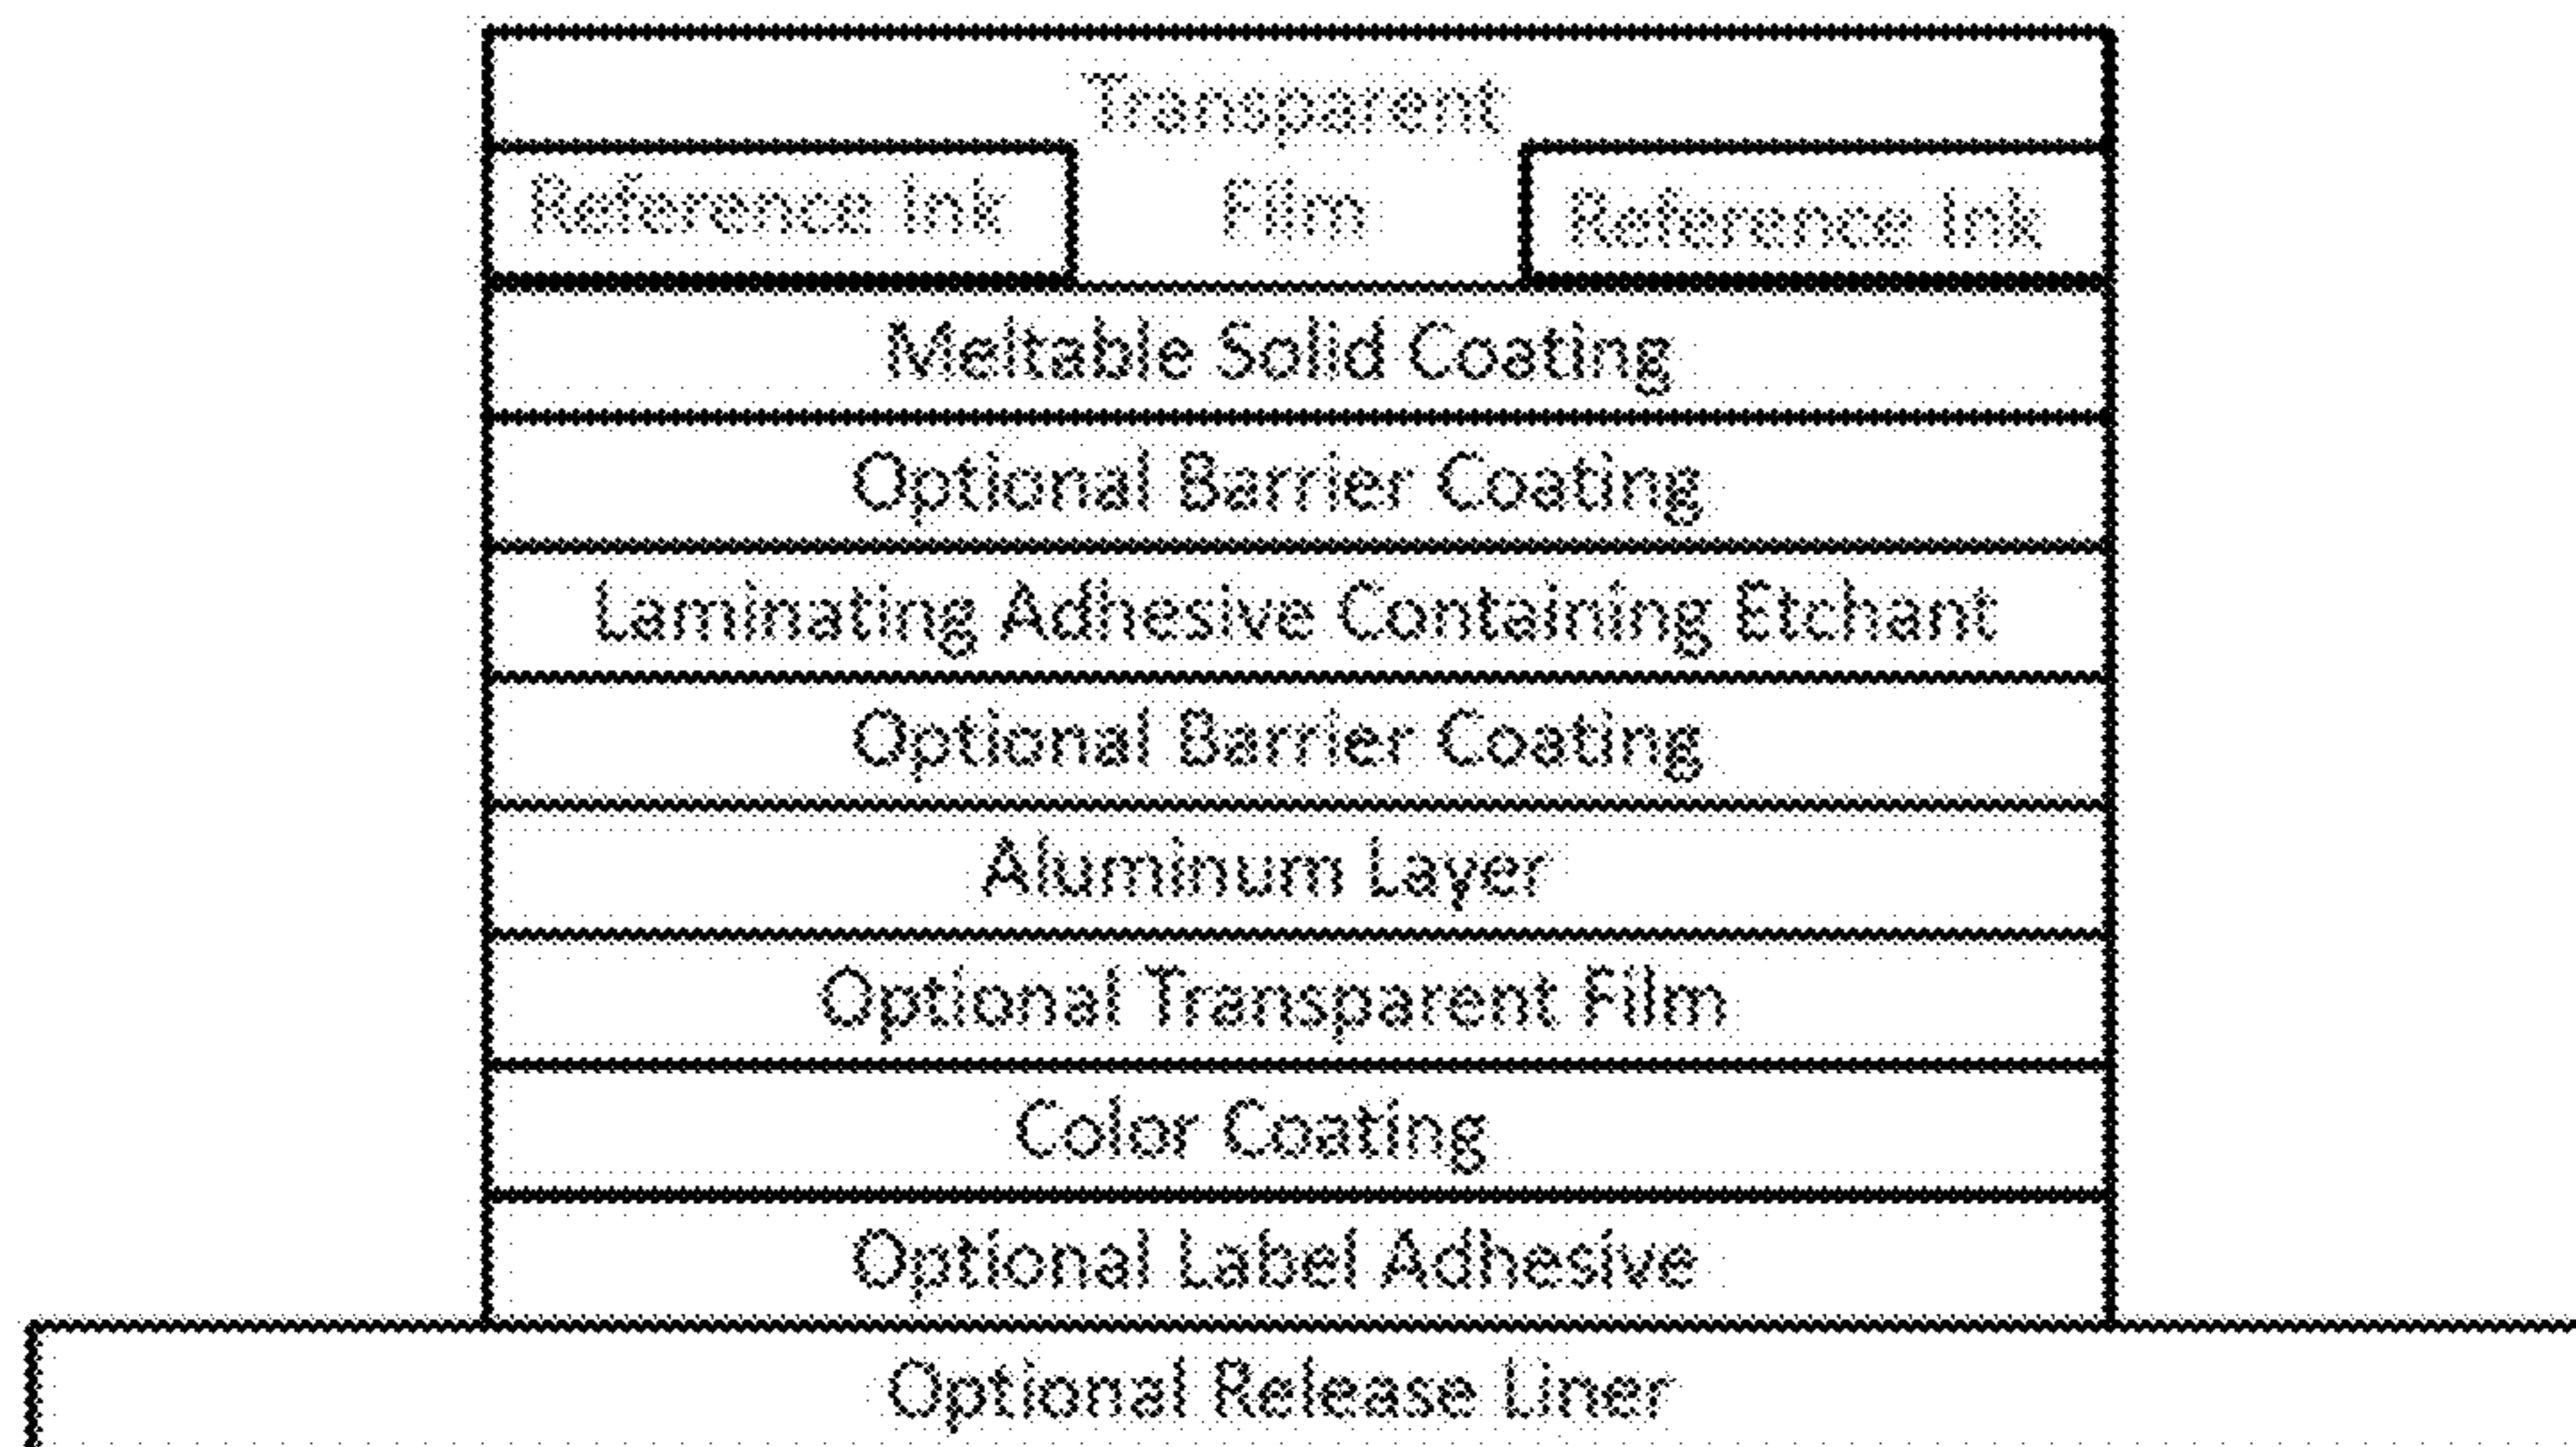 Transparent
Reference Ink Film Reference Ink
Meltable Solid Coating
Optional Barrier Coating
Laminating Adhesive Containing Etchant
Optional Barrier Coating
Aluminum Layer
Optional Transparent Film
Color Coating
Optional Label Adhesive
Optional Release Liner